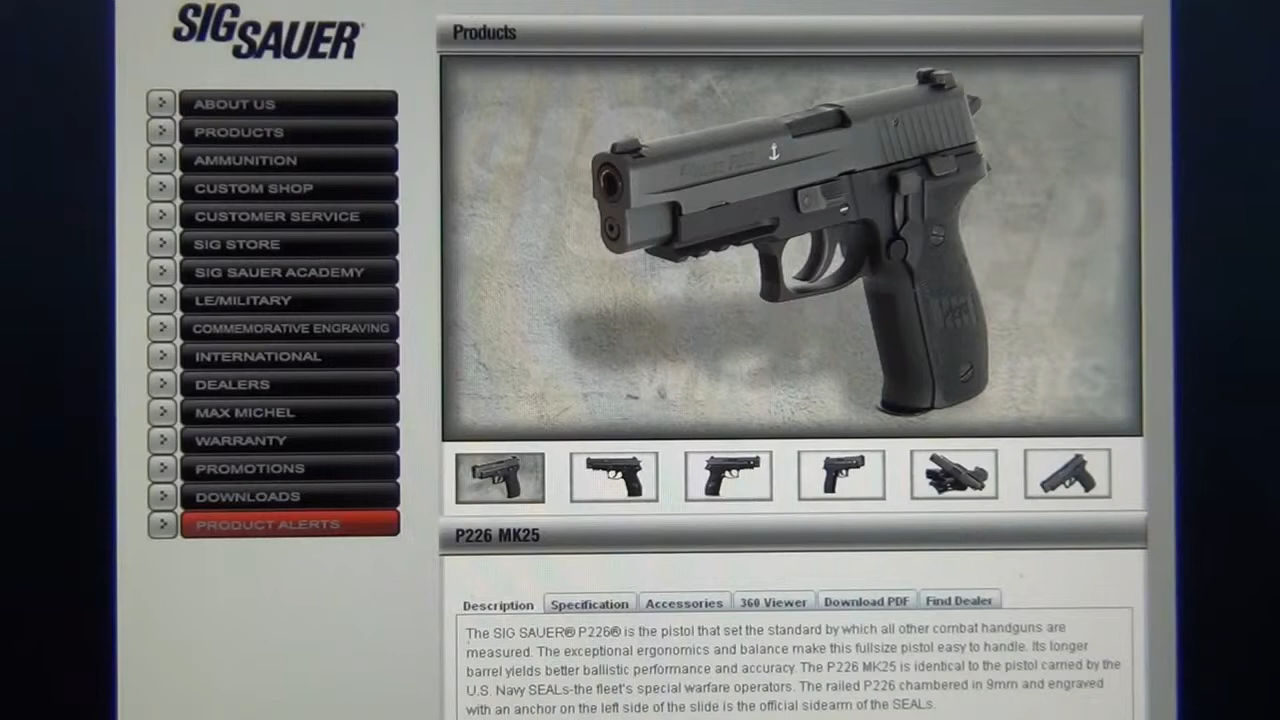 SIG SAUER
ABOUT US
PRODUCTS
AMMUNITION
CUSTOM SHOP
CUSTOMER SERVICE
SIG STORE
SIG SAUER ACADEMY
LE/MILITARY
COMMEMORATIVE ENGRAVING
INTERNATIONAL
DEALERS
MAX MICHEL
WARRANTY
PROMOTIONS
DOWNLOADS
PRODUCT ALERTS
Products
P226 MK25
Description Specification Accessories 360 Viewer Download PDF Find Dealer
The SIG SAUER® P226® is the pistol that set the standard by which all other combat handguns are
measured. The exceptional ergonomics and balance make this fullsize pistol easy to handle. Its longer
barrel yields better ballistic performance and accuracy. The P226 MK25 is identical to the pistol carried by the
U.S. Navy SEALs-the fleet's special warfare operators. The railed P226 chambered in 9mm and engraved
with an anchor on the left side of the slide is the official sidearm of the SEALs.